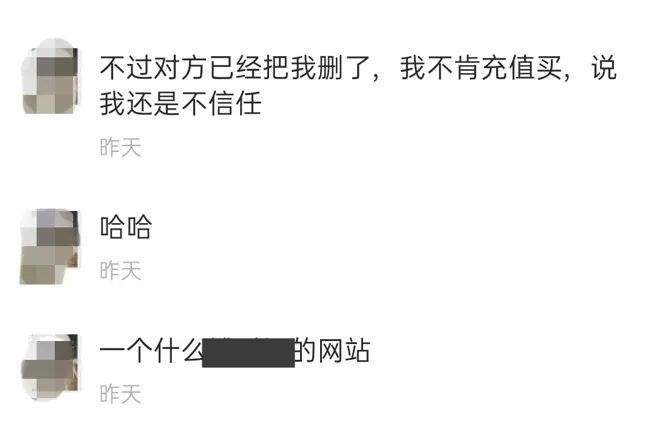 不过对方已经把我删了，我不肯充值买，说
我还是不信任
昨天
哈哈
昨天
一个什么的网站
昨天